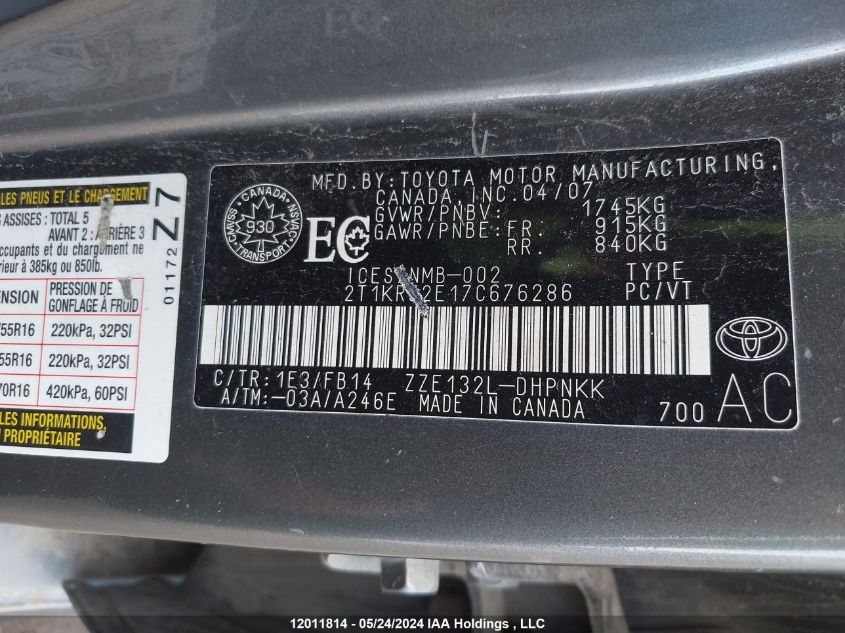 LES PNEUS ET LE CHARGEMENT
ASSISES: TOTAL 5
AVANT 2: ARRIÈRE 3
occupants et du chargement ne
à 385kg ou 850lb.
PRESSION DE
GONFLAGE À FROID
55R16 220kPa, 32PSI
55R16 220kPa, 32PSI
70R16 420kPa, 60PSI
LES INFORMATIONS,
PROPRIÉTAIRE
01172 Z7
CANADA
930
TRANSPORT
CMVSS
NSVAC
EC
MFD.BY:TOYOTA MOTOR MANUFACTURING,
CANADA,INC.04/07
GVWR/PNBV: 1745KG
GAWR/PNBE:FR. 915KG
RR. 840KG
TYPE
PC/VT
C/TR:1E3/FB14 ZZE132L-DHPNKK
A/TM:-03A/A246E MADE IN CANADA
700 AC
12011814 - 05/24/2024 IAA Holdings , LLC